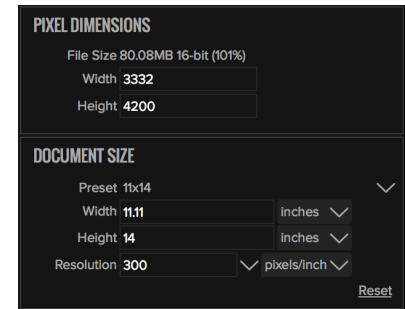 PIXEL DIMENSIONS
File Size 80.08MB 16-bit (101%)
Width 3332
Height 4200
DOCUMENT SIZE
Preset 11x14
Width 11.11 inches
Height 14 inches
Resolution 300 pixels/inch
Reset